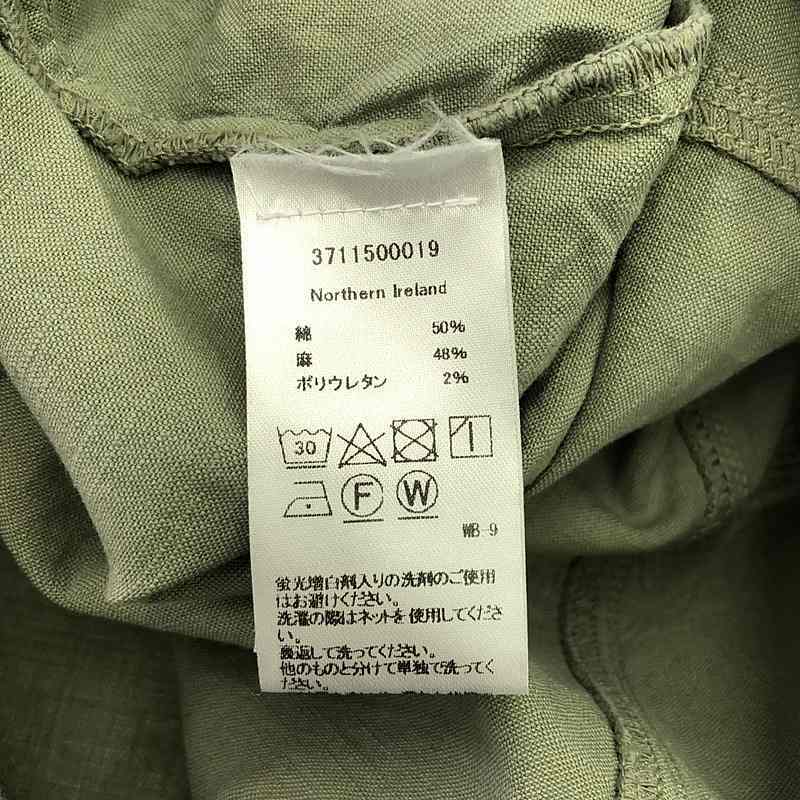 3711500019
Northern Ireland
綿 50%
麻 48%
ポリウレタン 2%
30
F W
WB-9
蛍光増白剤入りの洗剤のご使用
はお避けください。
洗濯の際はネットを使用してくださ
い。
裏返して洗ってください。
他のものと分けて単独で洗ってく
ださい。